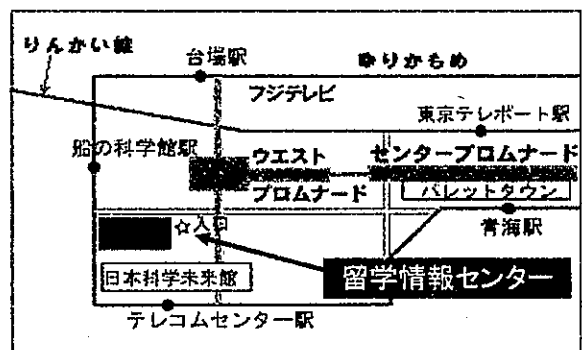 りんかい線
台場駅
ゆりかもめ
フジテレビ
東京テレポート駅
船の科学館駅
ウエスト
プロムナード
センタープロムナード
パレットタウン
青海駅
☆入口
留学情報センター
日本科学未来館
テレコムセンター駅